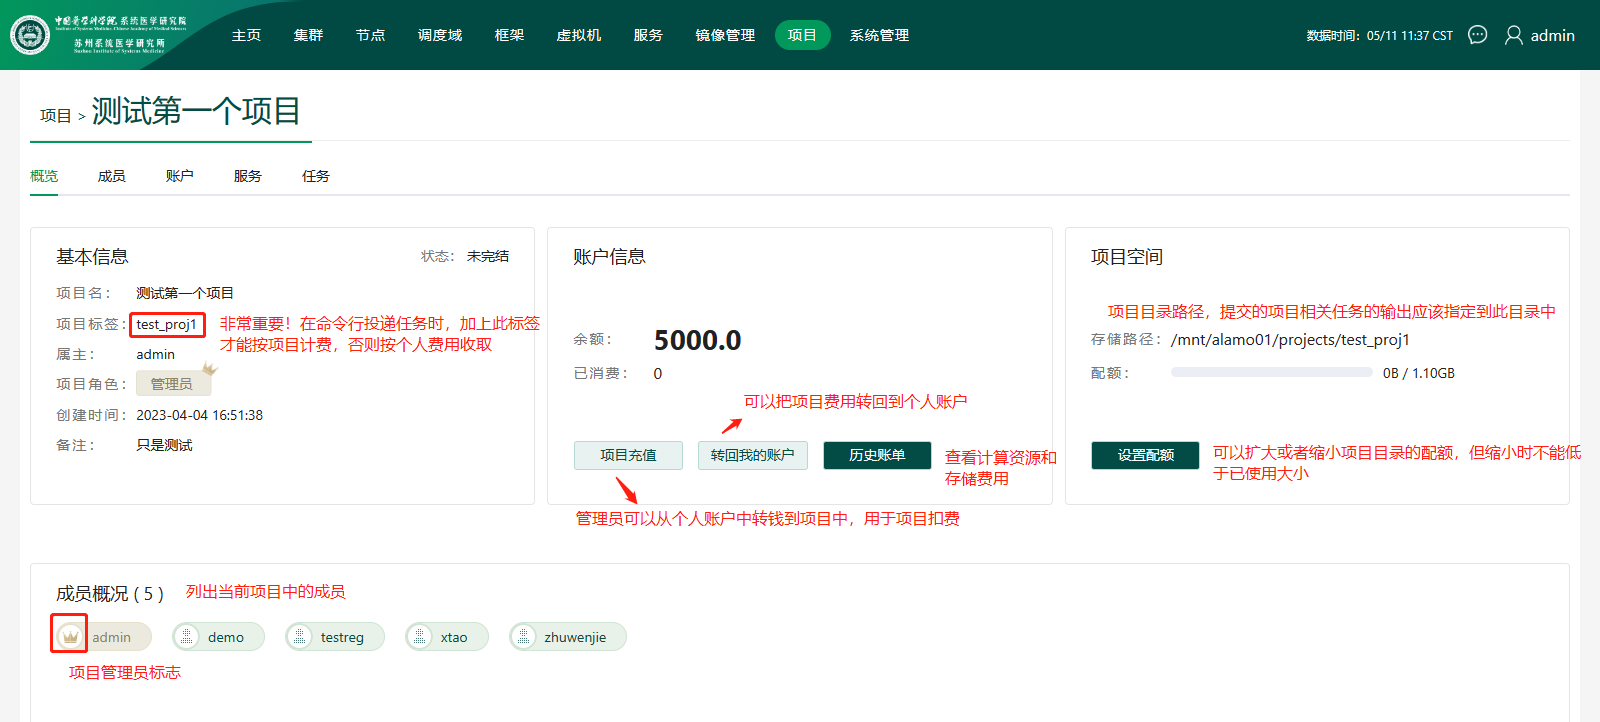 中国医学科学院 系统医学研究院
Institute of Systems Medicine, Chinese Academy of Medical Sciences
苏州系统医学研究所
Suzhou Institute of Systems Medicine
主页 集群 节点 调度域 框架 虚拟机 服务 镜像管理 项目 系统管理
数据时间：05/11 11:37 CST admin
项目 > 测试第一个项目
概览 成员 账户 服务 任务
基本信息 状态： 未完结
项目名： 测试第一个项目
项目标签： test_proj1
非常重要！在命令行投递任务时，加上此标签
才能按项目计费，否则按个人费用收取
属主： admin
项目角色： 管理员
创建时间： 2023-04-04 16:51:38
备注： 只是测试
账户信息
余额： 5000.0
已消费： 0
可以把项目费用转回到个人账户
项目充值 转回我的账户 历史账单
查看计算资源和
存储费用
管理员可以从个人账户中转钱到项目中，用于项目扣费
项目空间
项目目录路径，提交的项目相关任务的输出应该指定到此目录中
存储路径： /mnt/alamo01/projects/test_proj1
配额： 0B / 1.10GB
设置配额
可以扩大或者缩小项目目录的配额，但缩小时不能低
于已使用大小
成员概况 ( 5 ) 列出当前项目中的成员
admin demo testreg xtao zhuwenjie
项目管理员标志